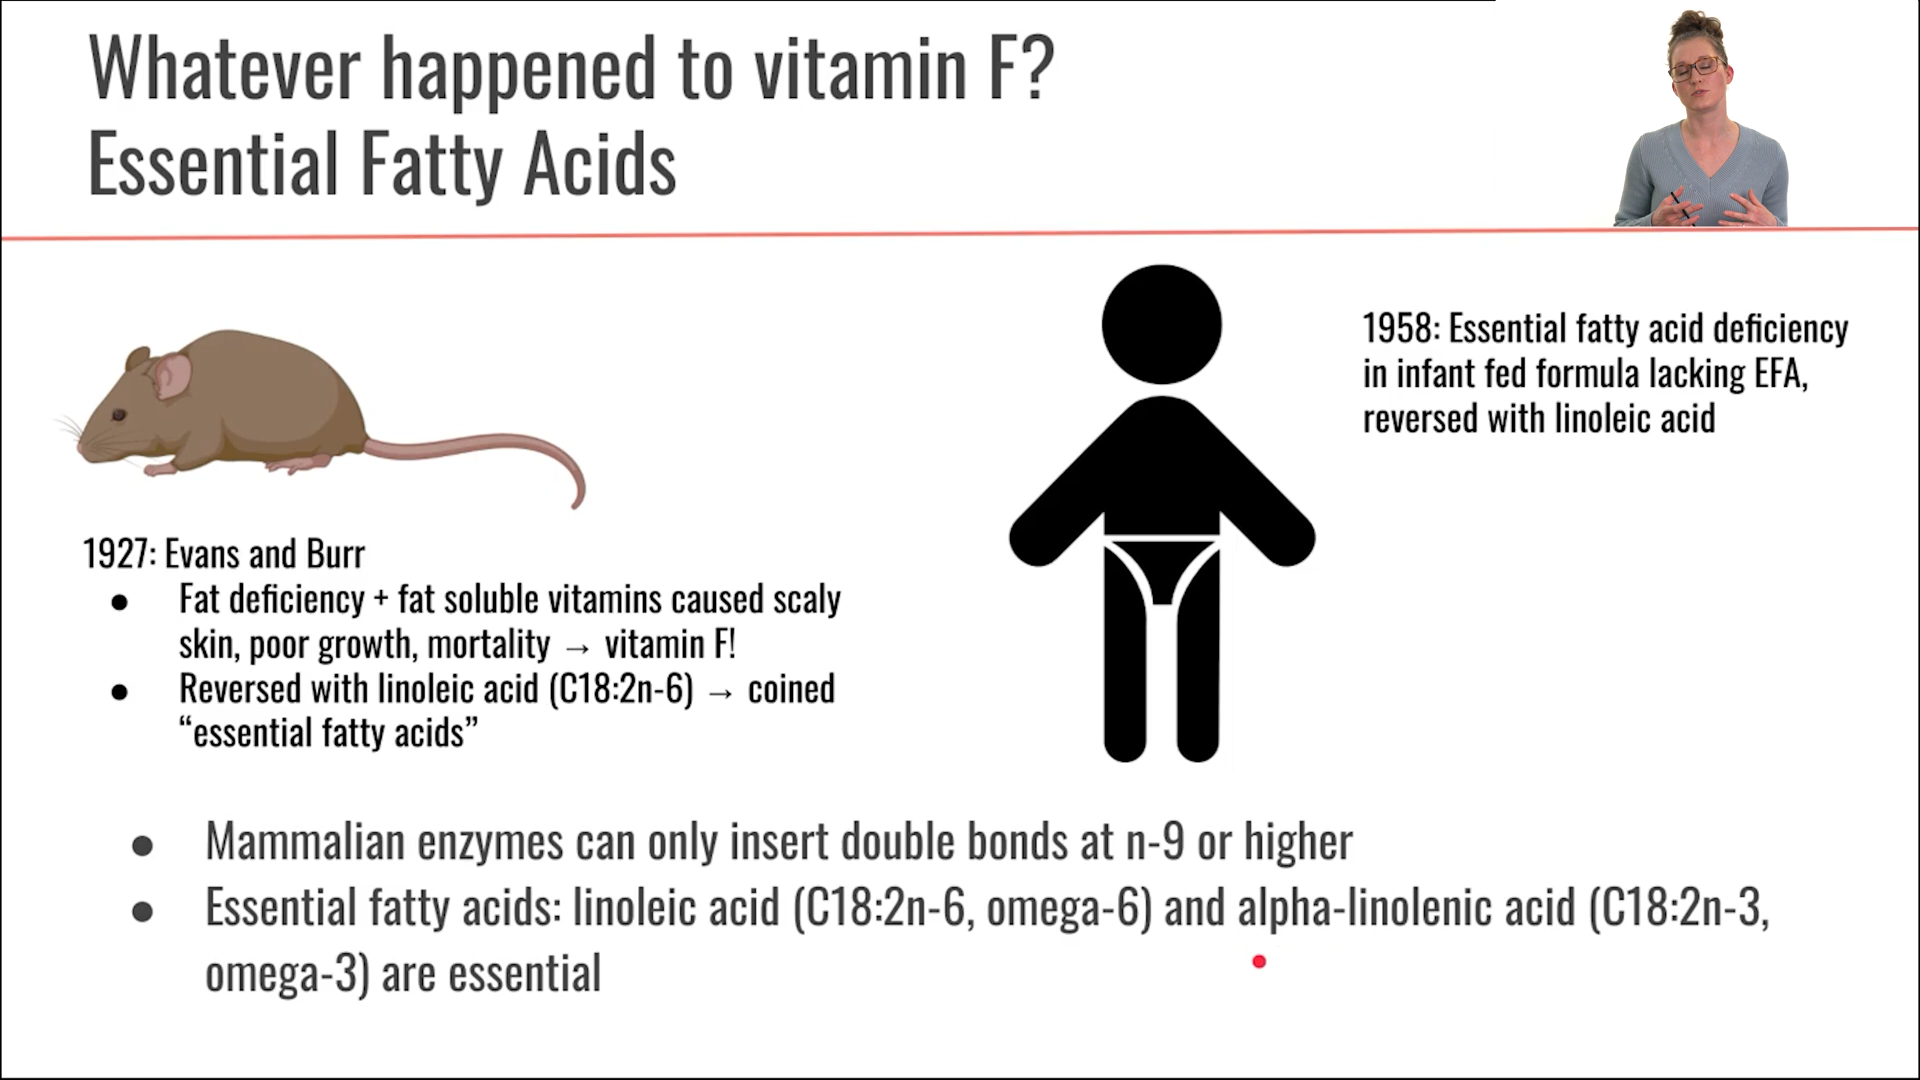 Whatever happened to vitamin F?
Essential Fatty Acids
1958: Essential fatty acid deficiency
in infant fed formula lacking EFA,
reversed with linoleic acid
1927: Evans and Burr
● Fat deficiency + fat soluble vitamins caused scaly
skin, poor growth, mortality → vitamin F!
● Reversed with linoleic acid (C18:2n-6) → coined
“essential fatty acids”
● Mammalian enzymes can only insert double bonds at n-9 or higher
● Essential fatty acids: linoleic acid (C18:2n-6, omega-6) and alpha-linolenic acid (C18:2n-3,
omega-3) are essential